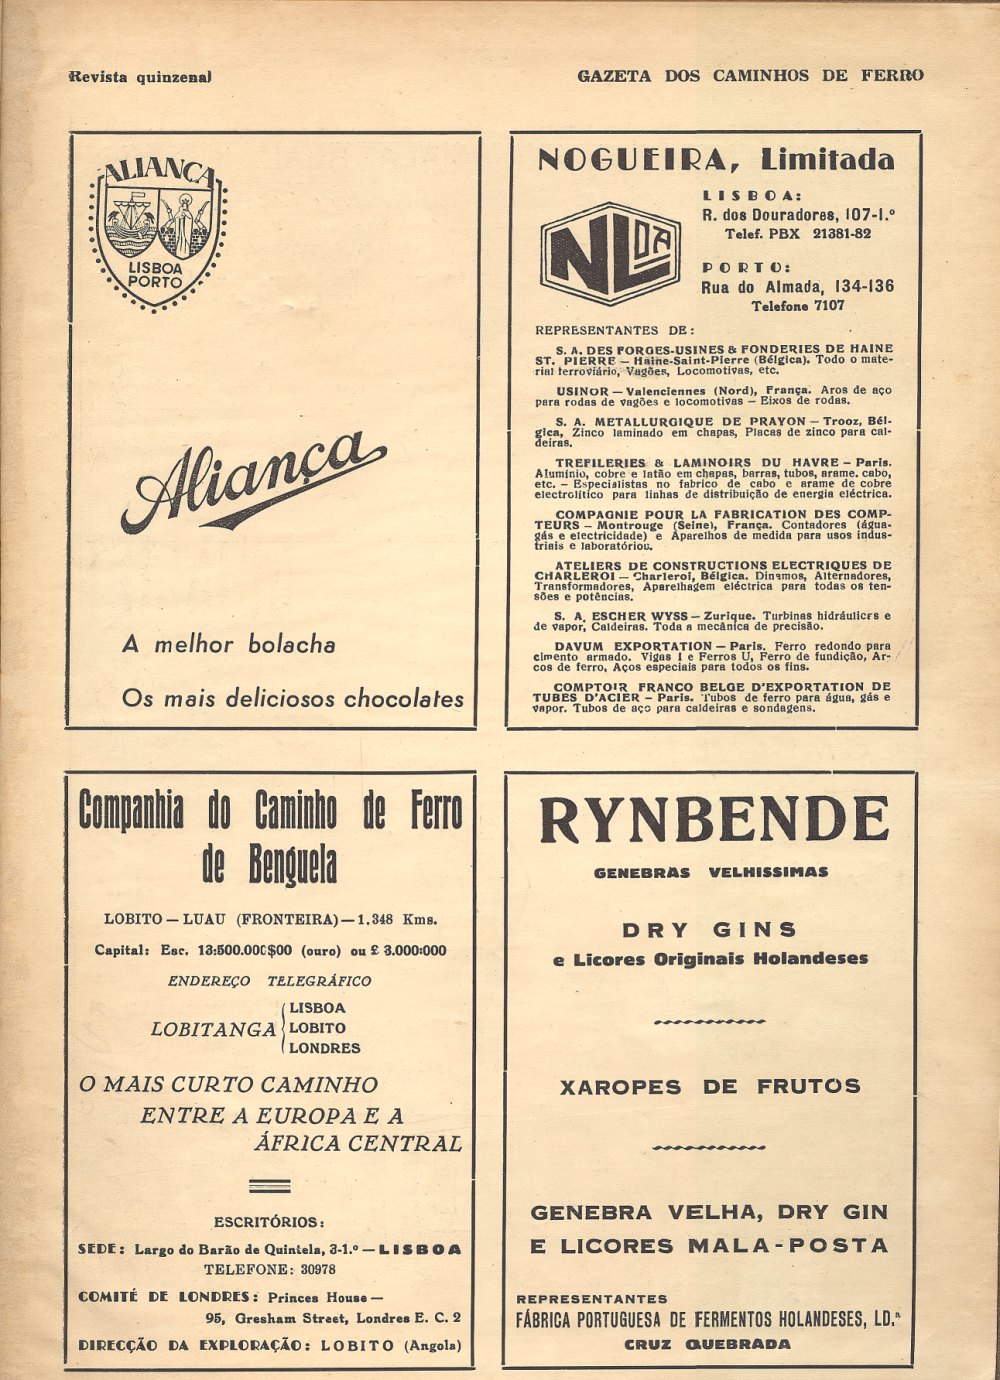 Revista quinzenal
GAZETA DOS CAMINHOS DE FERRO
ALIANÇA
LISBOA
PORTO
Aliança
A melhor bolacha
Os mais deliciosos chocolates
NOGUEIRA, Limitada
NLDA
LISBOA:
R. dos Douradores, 107-1.º
Telef. PBX 21381-82
PORTO:
Rua do Almada, 134-136
Telefone 7107
REPRESENTANTES DE:
S. A. DES FORGES-USINES & FONDERIES DE HAINE
ST. PIERRE — Haine-Saint-Pierre (Bélgica). Todo o mate-
rial ferroviário, Vagões, Locomotivas, etc.
USINOR — Valenciennes (Nord), França. Aros de aço
para rodas de vagões e locomotivas — Eixos de rodas.
S. A. METALLURGIQUE DE PRAYON — Trooz, Bél-
gica, Zinco laminado em chapas, Placas de zinco para cal-
deiras.
TREFILERIES & LAMINOIRS DU HAVRE — Paris.
Alumínio, cobre e latão em chapas, barras, tubos, arame, cabo,
etc. — Especialistas no fabrico de cabo e arame de cobre
electrolítico para linhas de distribuïção de energia eléctrica.
COMPAGNIE POUR LA FABRICATION DES COMP-
TEURS — Montrouge (Seine), França. Contadores (água-
gás e electricidade) e Aparelhos de medida para usos indus-
triais e laboratóriou.
ATELIERS DE CONSTRUCTIONS ELECTRIQUES DE
CHARLEROI — Charleroi, Bélgica. Dinamos, Alternadores,
Transformadores, Aparelhagem eléctrica para todas os ten-
sões e potências.
S. A. ESCHER WYSS — Zurique. Turbinas hidráulicas e
de vapor, Caldeiras. Toda a mecânica de precisão.
DAVUM EXPORTATION — Paris. Ferro redondo para
cimento armado. Vigas I e Ferros U, Ferro de fundição, Ar-
cos de ferro, Aços especiais para todos os fins.
COMPTOIR FRANCO BELGE D'EXPORTATION DE
TUBES D'ACIER — Paris. Tubos de ferro para água, gás e
vapor. Tubos de aço para caldeiras e sondagens.
Companhia do Caminho de Ferro
de Benguela
LOBITO — LUAU (FRONTEIRA) — 1.348 Kms.
Capital: Esc. 13:500.000$00 (ouro) ou £ 3.000:000
ENDEREÇO TELEGRÁFICO
LISBOA
LOBITANGA LOBITO
LONDRES
O MAIS CURTO CAMINHO
ENTRE A EUROPA E A
ÁFRICA CENTRAL
ESCRITÓRIOS:
SEDE: Largo do Barão de Quintela, 3-1.º — LISBOA
TELEFONE: 30978
COMITÉ DE LONDRES: Princes House —
95, Gresham Street, Londres E. C. 2
DIRECÇÃO DA EXPLORAÇÃO: LOBITO (Angola)
RYNBENDE
GENEBRAS VELHISSIMAS
DRY GINS
e Licores Originais Holandeses
XAROPES DE FRUTOS
GENEBRA VELHA, DRY GIN
E LICORES MALA-POSTA
REPRESENTANTES
FÁBRICA PORTUGUESA DE FERMENTOS HOLANDESES, LD.ª
CRUZ QUEBRADA